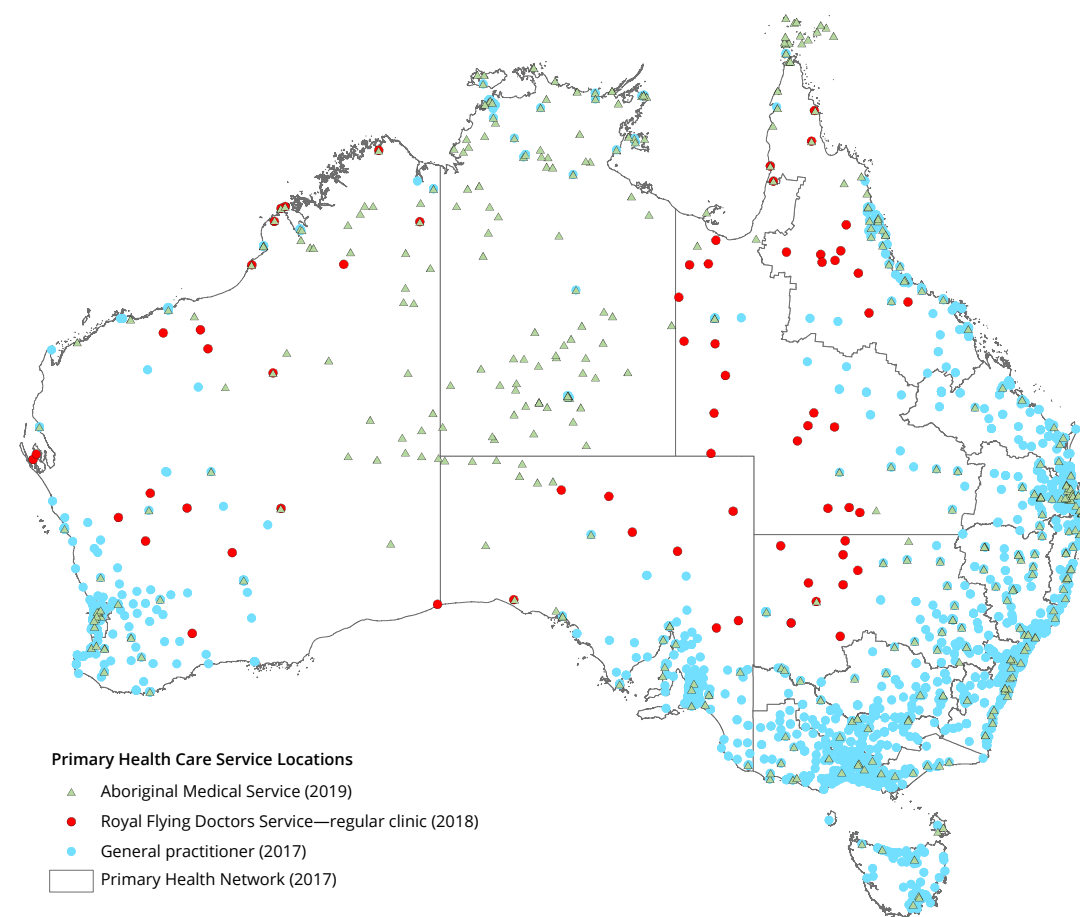 Primary Health Care Service Locations
Aboriginal Medical Service (2019)
Royal Flying Doctors Service—regular clinic (2018)
General practitioner (2017)
Primary Health Network (2017)